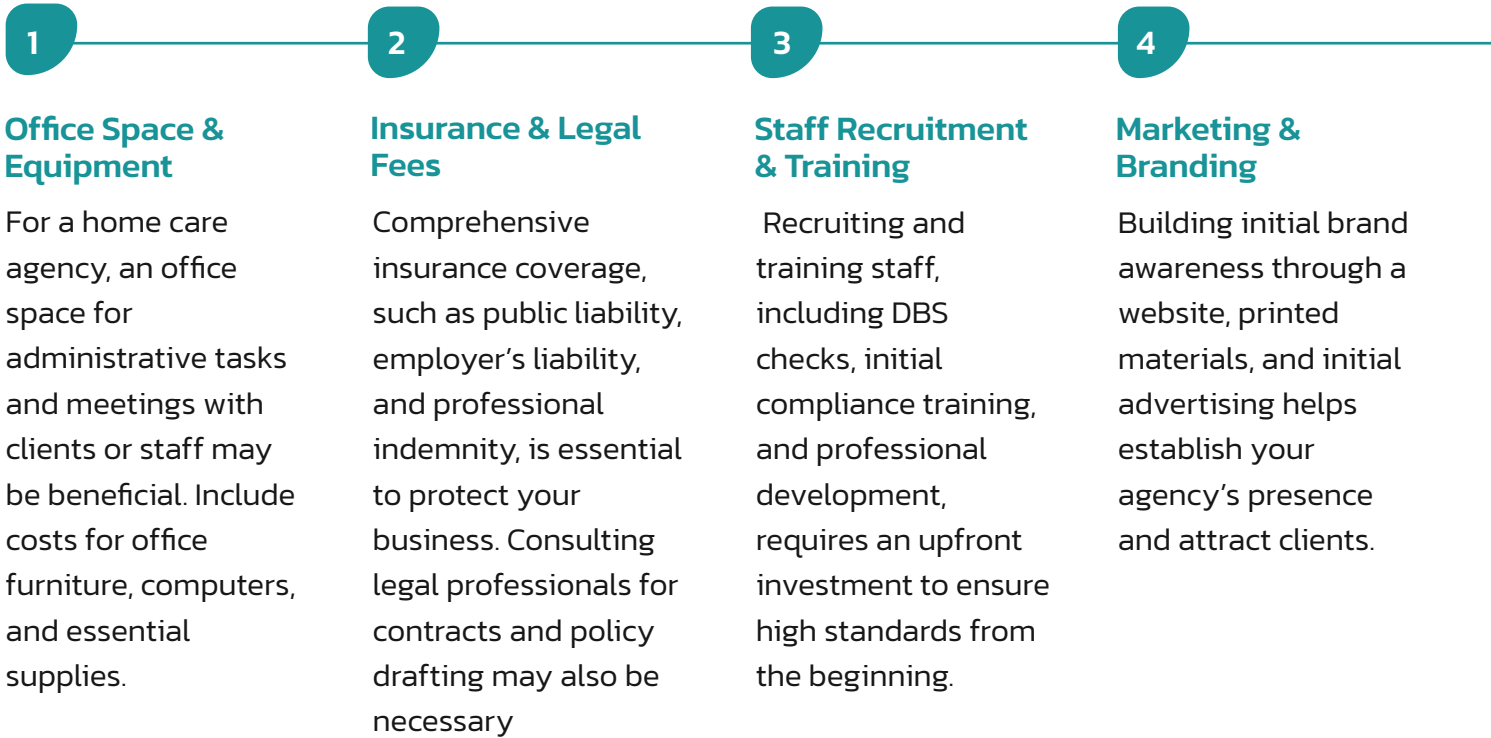 1
Office Space &
Equipment
For a home care
agency, an office
space for
administrative tasks
and meetings with
clients or staff may
be beneficial. Include
costs for office
furniture, computers,
and essential
supplies.
2
Insurance & Legal
Fees
Comprehensive
insurance coverage,
such as public liability,
employer’s liability,
and professional
indemnity, is essential
to protect your
business. Consulting
legal professionals for
contracts and policy
drafting may also be
necessary
3
Staff Recruitment
& Training
Recruiting and
training staff,
including DBS
checks, initial
compliance training,
and professional
development,
requires an upfront
investment to ensure
high standards from
the beginning.
4
Marketing &
Branding
Building initial brand
awareness through a
website, printed
materials, and initial
advertising helps
establish your
agency’s presence
and attract clients.